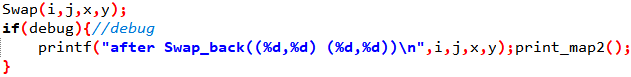 Swap(i,j,x,y);
if(debug){//debug
    printf("after Swap_back((%d,%d) (%d,%d))\n",i,j,x,y);print_map2();
}